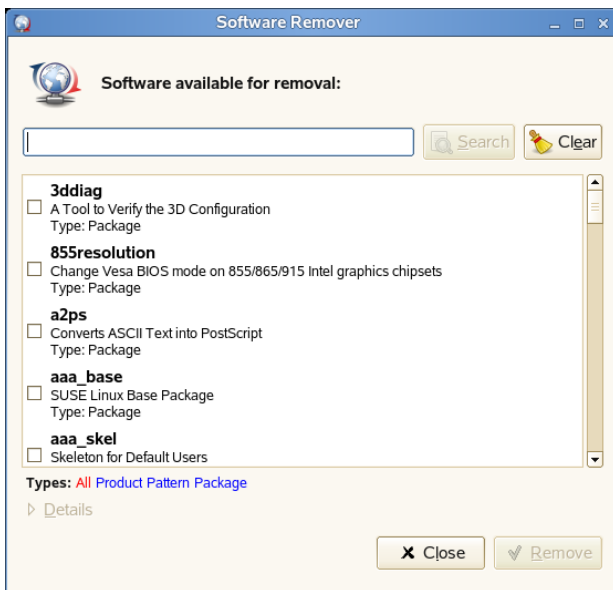 Software Remover
Software available for removal:
Search
Clear
3ddiag
A Tool to Verify the 3D Configuration
Type: Package
855resolution
Change Vesa BIOS mode on 855/865/915 Intel graphics chipsets
Type: Package
a2ps
Converts ASCII Text into PostScript
Type: Package
aaa_base
SUSE Linux Base Package
Type: Package
aaa_skel
Skeleton for Default Users
Types: All Product Pattern Package
Details
Close
Remove